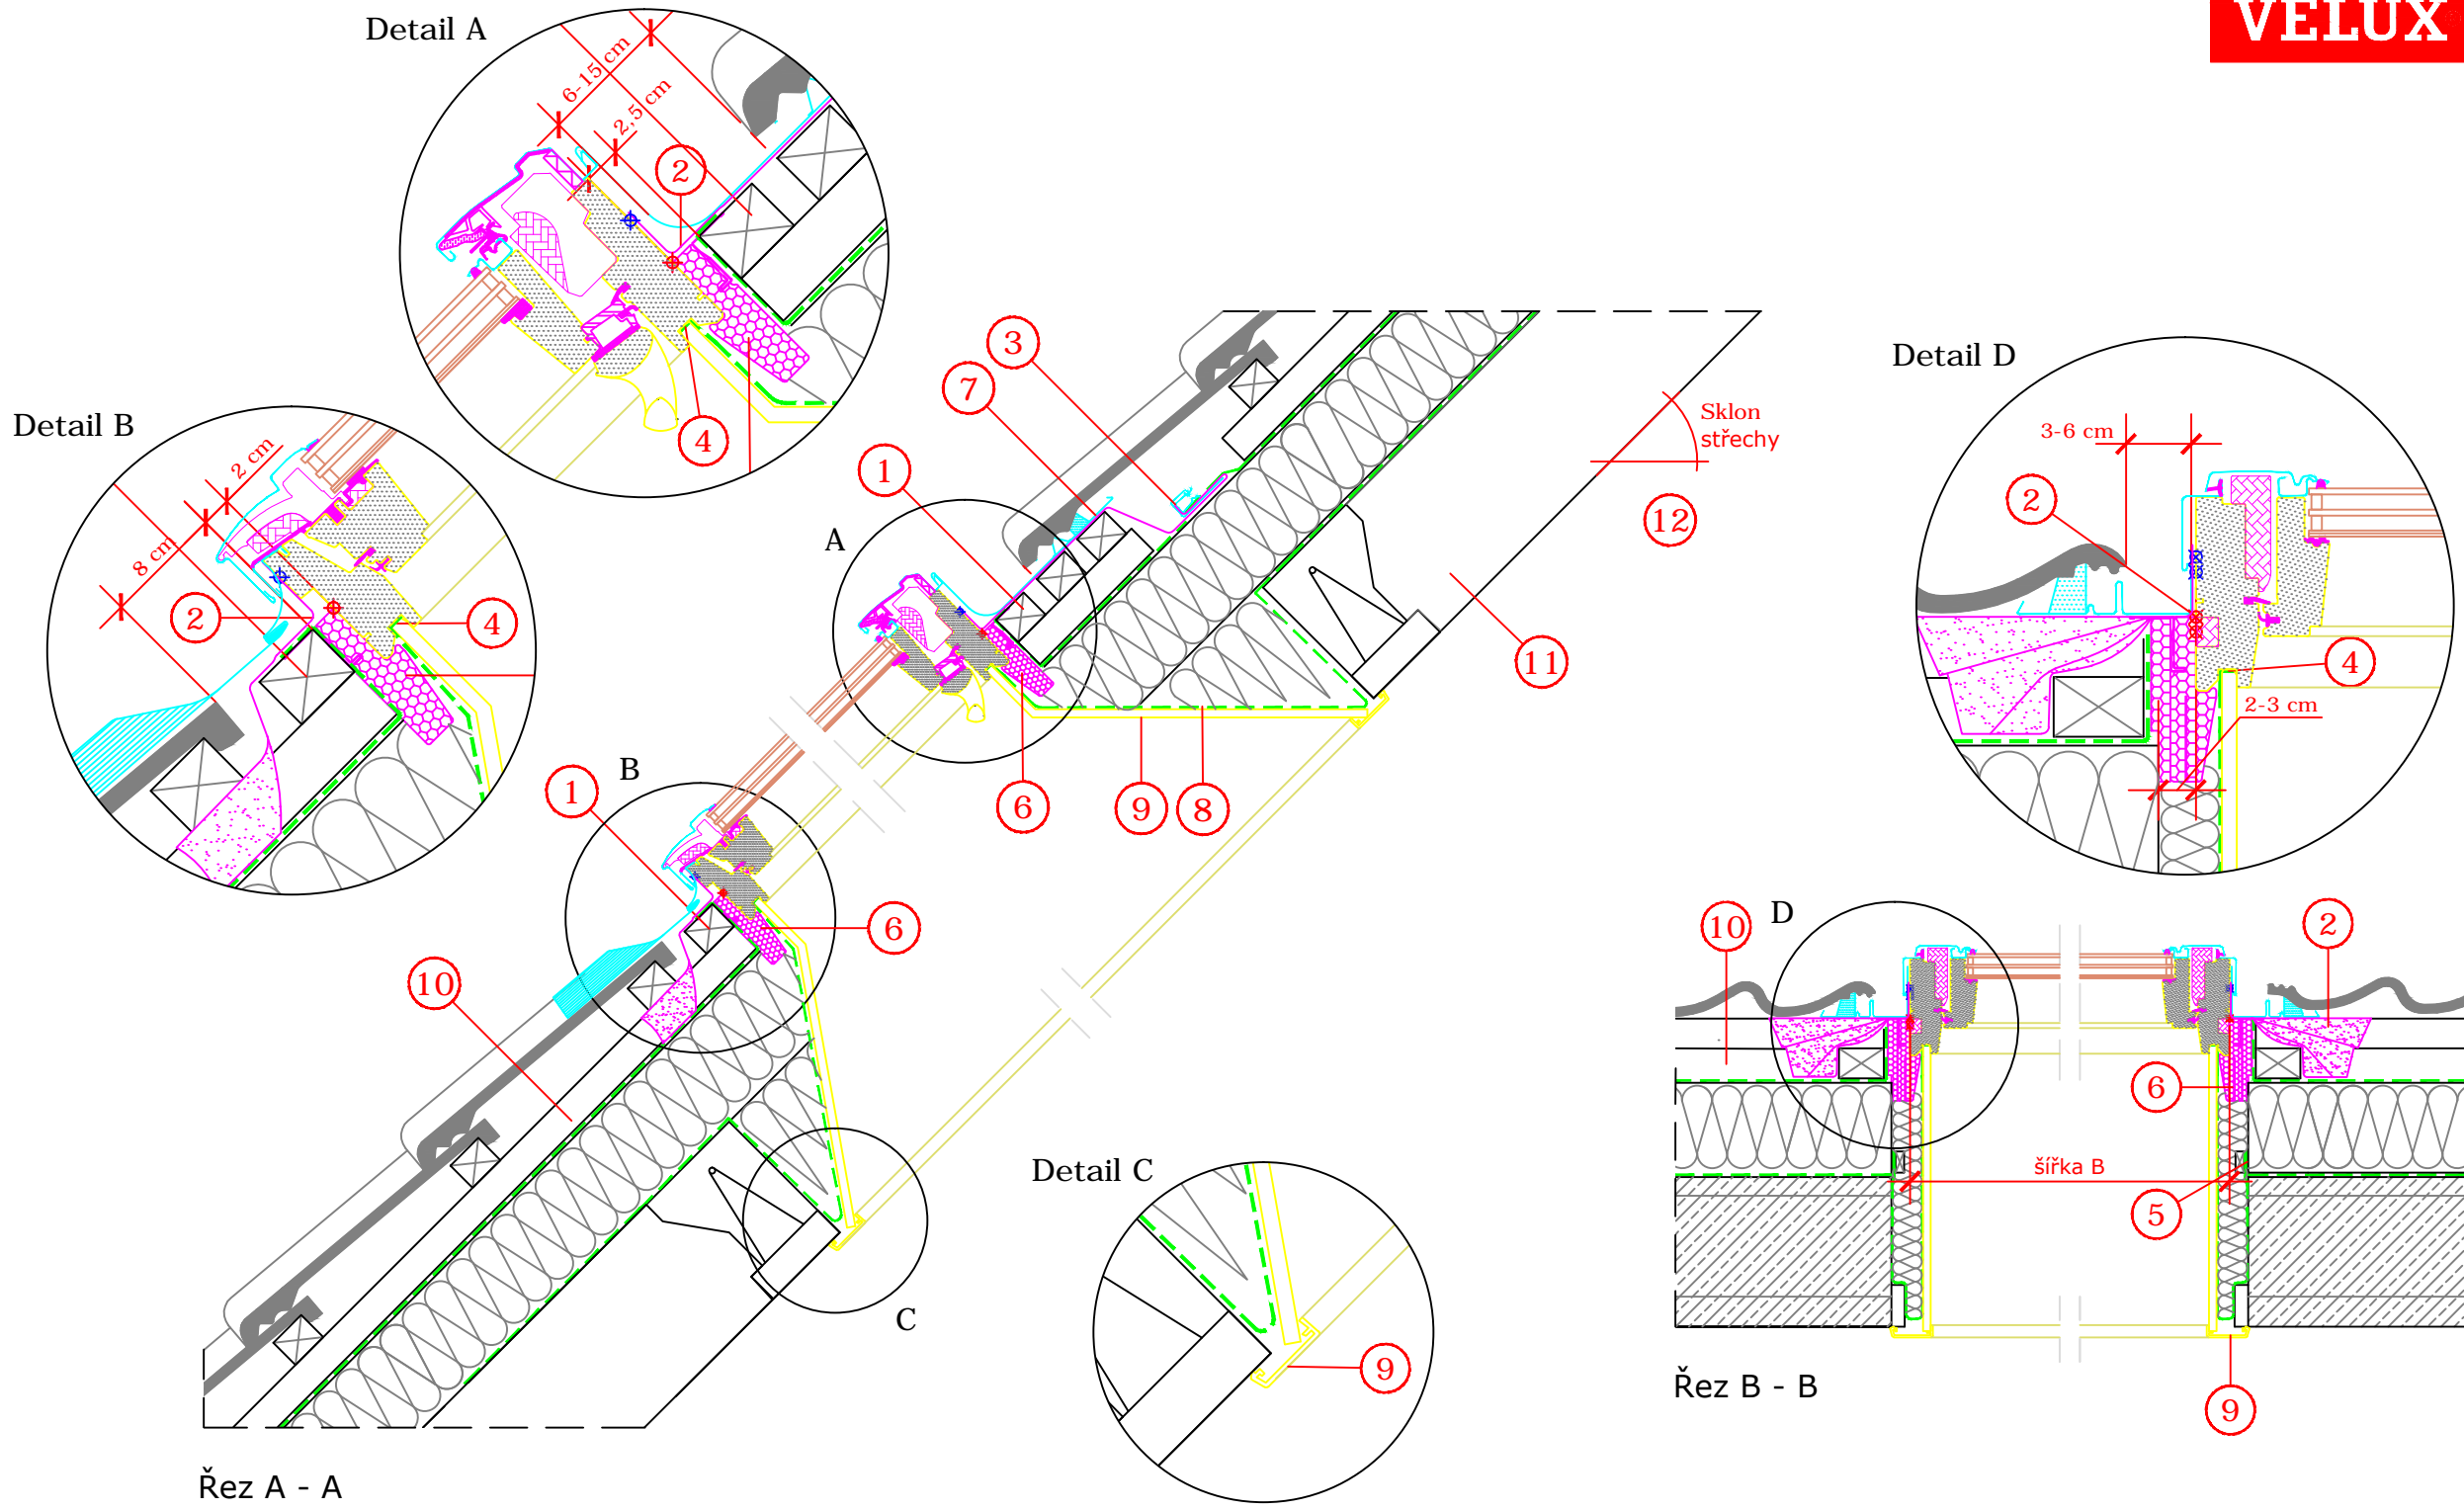 VELUX
Detail A
6-15 cm
2,5 cm
2
4
Detail B
2 cm
8 cm
2
4
3
7
1
A
Sklon
střechy
12
11
6
9
8
B
1
6
10
C
Detail C
9
Řez A - A
Detail D
3-6 cm
2
4
2-3 cm
10
D
2
6
šířka B
5
9
Řez B - B